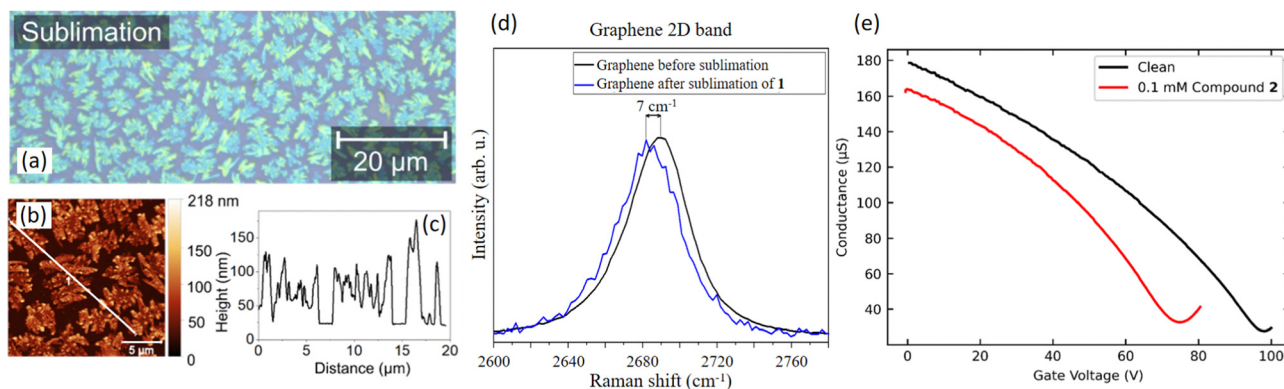 Sublimation
(a)
20 µm
(b)
1
5 µm
218 nm
150
100
50
0
(c)
Height (nm)
150
100
50
0
0 5 10 15 20
Distance (µm)
(d)
Graphene 2D band
Graphene before sublimation
Graphene after sublimation of 1
7 cm⁻¹
Intensity (arb. u.)
2600 2640 2680 2720 2760
Raman shift (cm⁻¹)
(e)
Clean
0.1 mM Compound 2
Conductance (µS)
180
160
140
120
100
80
60
40
0 20 40 60 80 100
Gate Voltage (V)